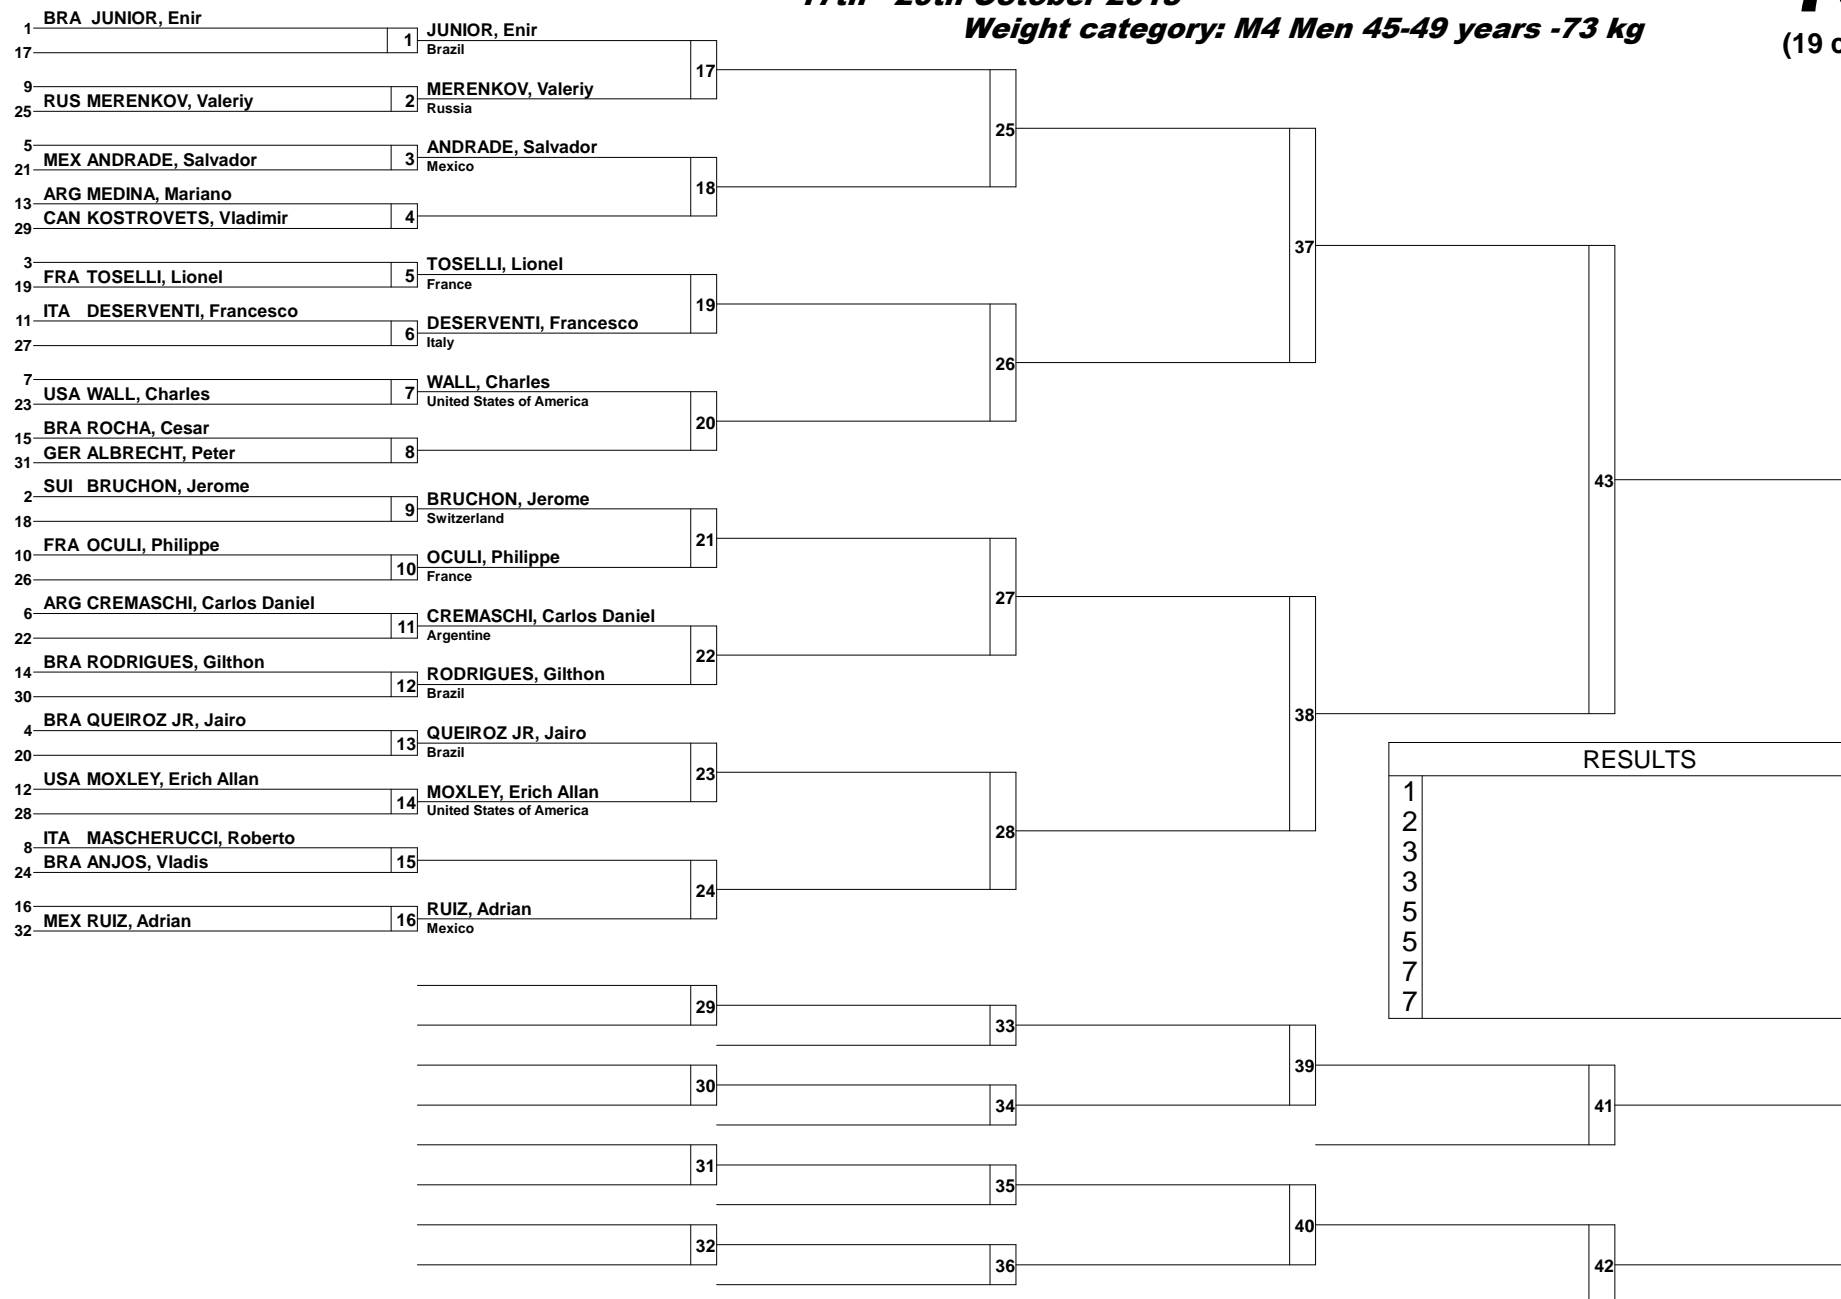 Weight category: M4 Men 45-49 years -73 kg
(19
1 BRA JUNIOR, Enir
17
1 JUNIOR, Enir
Brazil
9
25 RUS MERENKOV, Valeriy
2 MERENKOV, Valeriy
Russia
17
5
21 MEX ANDRADE, Salvador
3 ANDRADE, Salvador
Mexico
13 ARG MEDINA, Mariano
29 CAN KOSTROVETS, Vladimir
4
18
25
3
19 FRA TOSELLI, Lionel
5 TOSELLI, Lionel
France
11 ITA DESERVENTI, Francesco
27
6 DESERVENTI, Francesco
Italy
19
7
23 USA WALL, Charles
7 WALL, Charles
United States of America
15 BRA ROCHA, Cesar
31 GER ALBRECHT, Peter
8
20
26
37
2 SUI BRUCHON, Jerome
18
9 BRUCHON, Jerome
Switzerland
10 FRA OCULI, Philippe
26
10 OCULI, Philippe
France
21
6 ARG CREMASCHI, Carlos Daniel
22
11 CREMASCHI, Carlos Daniel
Argentine
14 BRA RODRIGUES, Gilthon
30
12 RODRIGUES, Gilthon
Brazil
22
27
4 BRA QUEIROZ JR, Jairo
20
13 QUEIROZ JR, Jairo
Brazil
12 USA MOXLEY, Erich Allan
28
14 MOXLEY, Erich Allan
United States of America
23
8 ITA MASCHERUCCI, Roberto
24 BRA ANJOS, Vladis
15
16
32 MEX RUIZ, Adrian
16 RUIZ, Adrian
Mexico
24
28
38
43
RESULTS
1
2
3
3
5
5
7
7
29
33
30
34
39
41
31
35
32
36
40
42